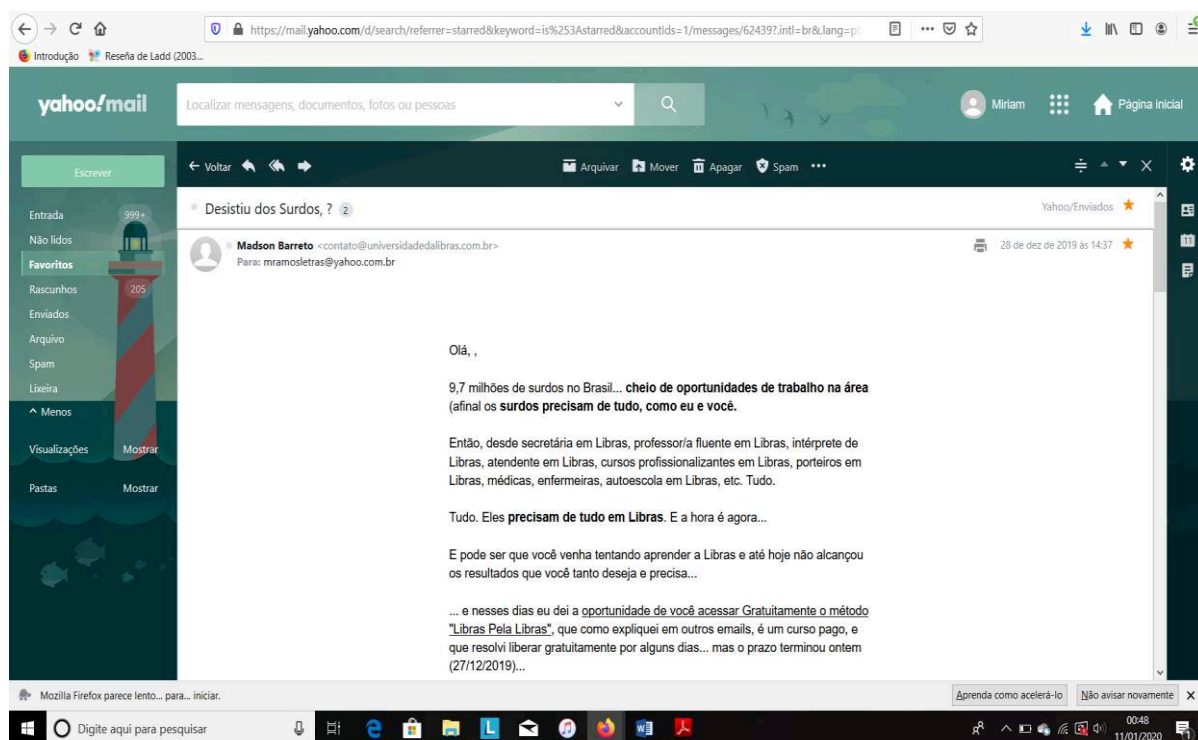 https://mail.yahoo.com/d/search/referrer=starred&keyword=is%253Astarred&accountIds=1/messages/62439?.intl=br&.lang=p
Introdução Reseña de Ladd (2003...
yahoo!mail
Localizar mensagens, documentos, fotos ou pessoas
Miriam
Página inicial
Escrever
Voltar
Arquivar Mover Apagar Spam
Entrada 999+
Não lidos
Favoritos
Rascunhos 205
Enviados
Arquivo
Spam
Lixeira
Menos
Visualizações Mostrar
Pastas Mostrar
Desistiu dos Surdos, ? 2
Yahoo/Enviados
Madson Barreto <contato@universidadedalibras.com.br>
28 de dez de 2019 às 14:37
Para: mramosletras@yahoo.com.br
11
Olá, ,
9,7 milhões de surdos no Brasil... cheio de oportunidades de trabalho na área
(afinal os surdos precisam de tudo, como eu e você.
Então, desde secretária em Libras, professor/a fluente em Libras, intérprete de
Libras, atendente em Libras, cursos profissionalizantes em Libras, porteiros em
Libras, médicas, enfermeiras, autoescola em Libras, etc. Tudo.
Tudo. Eles precisam de tudo em Libras. E a hora é agora...
E pode ser que você venha tentando aprender a Libras e até hoje não alcançou
os resultados que você tanto deseja e precisa...
... e nesses dias eu dei a oportunidade de você acessar Gratuitamente o método
"Libras Pela Libras", que como expliquei em outros emails, é um curso pago, e
que resolvi liberar gratuitamente por alguns dias... mas o prazo terminou ontem
(27/12/2019)...
Mozilla Firefox parece lento... para... iniciar.
Aprenda como acelerá-lo
Não avisar novamente
Digite aqui para pesquisar
00:48
11/01/2020